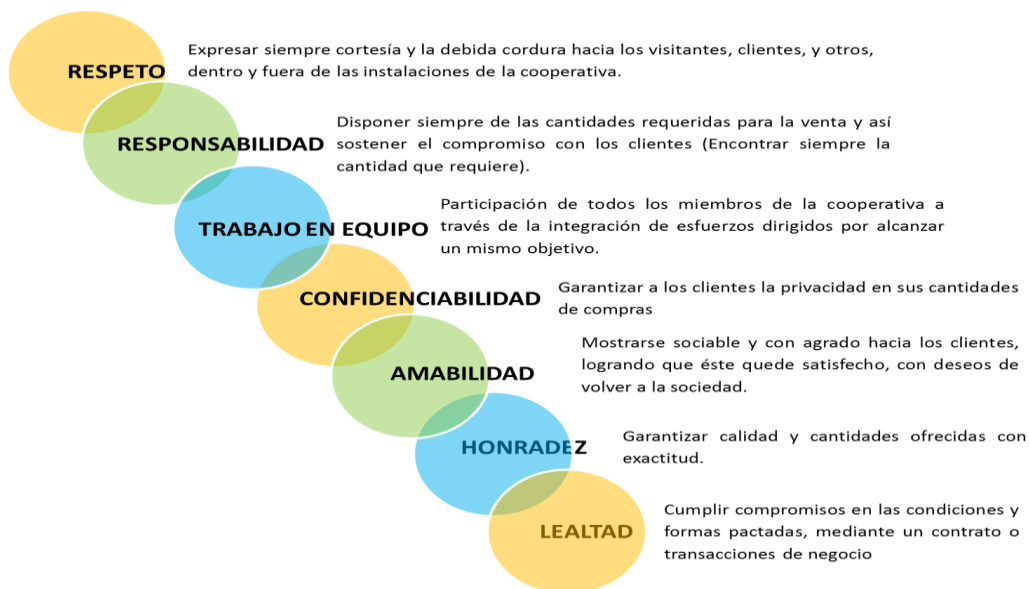 RESPETO
Expresar siempre cortesía y la debida cordura hacia los visitantes, clientes, y otros,
dentro y fuera de las instalaciones de la cooperativa.
RESPONSABILIDAD
Disponer siempre de las cantidades requeridas para la venta y así
sostener el compromiso con los clientes (Encontrar siempre la
cantidad que requiere).
TRABAJO EN EQUIPO
Participación de todos los miembros de la cooperativa a
través de la integración de esfuerzos dirigidos por alcanzar
un mismo objetivo.
CONFIDENCIABILIDAD
Garantizar a los clientes la privacidad en sus cantidades
de compras
AMABILIDAD
Mostrarse sociable y con agrado hacia los clientes,
logrando que éste quede satisfecho, con deseos de
volver a la sociedad.
HONRADEZ
Garantizar calidad y cantidades ofrecidas con
exactitud.
LEALTAD
Cumplir compromisos en las condiciones y
formas pactadas, mediante un contrato o
transacciones de negocio